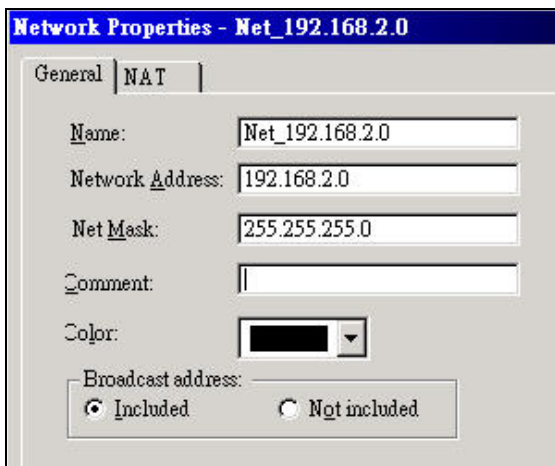 Network Properties - Net_192.168.2.0
General NAT
Name: Net_192.168.2.0
Network Address: 192.168.2.0
Net Mask: 255.255.255.0
Comment:
Color:
Broadcast address:
Included Not included